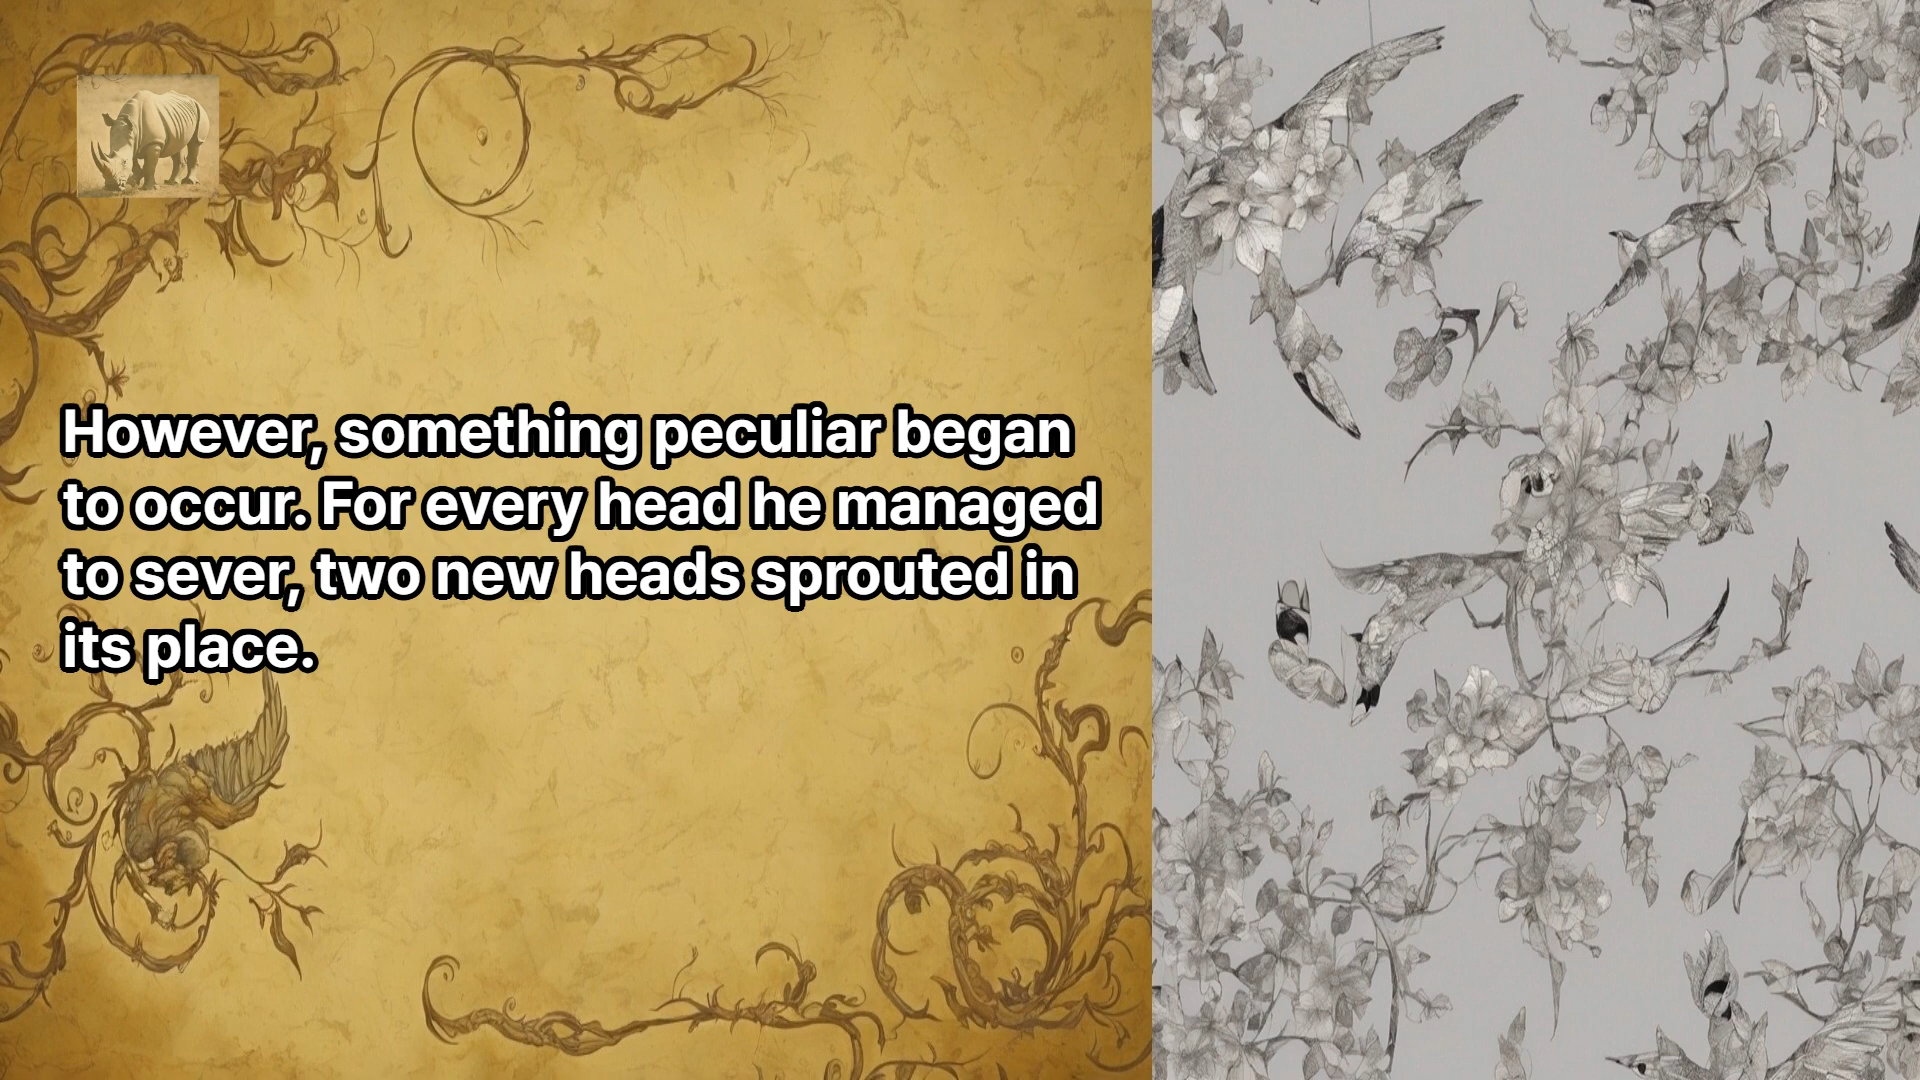 However, something peculiar began
to occur. For every head he managed
to sever, two new heads sprouted in
its place.